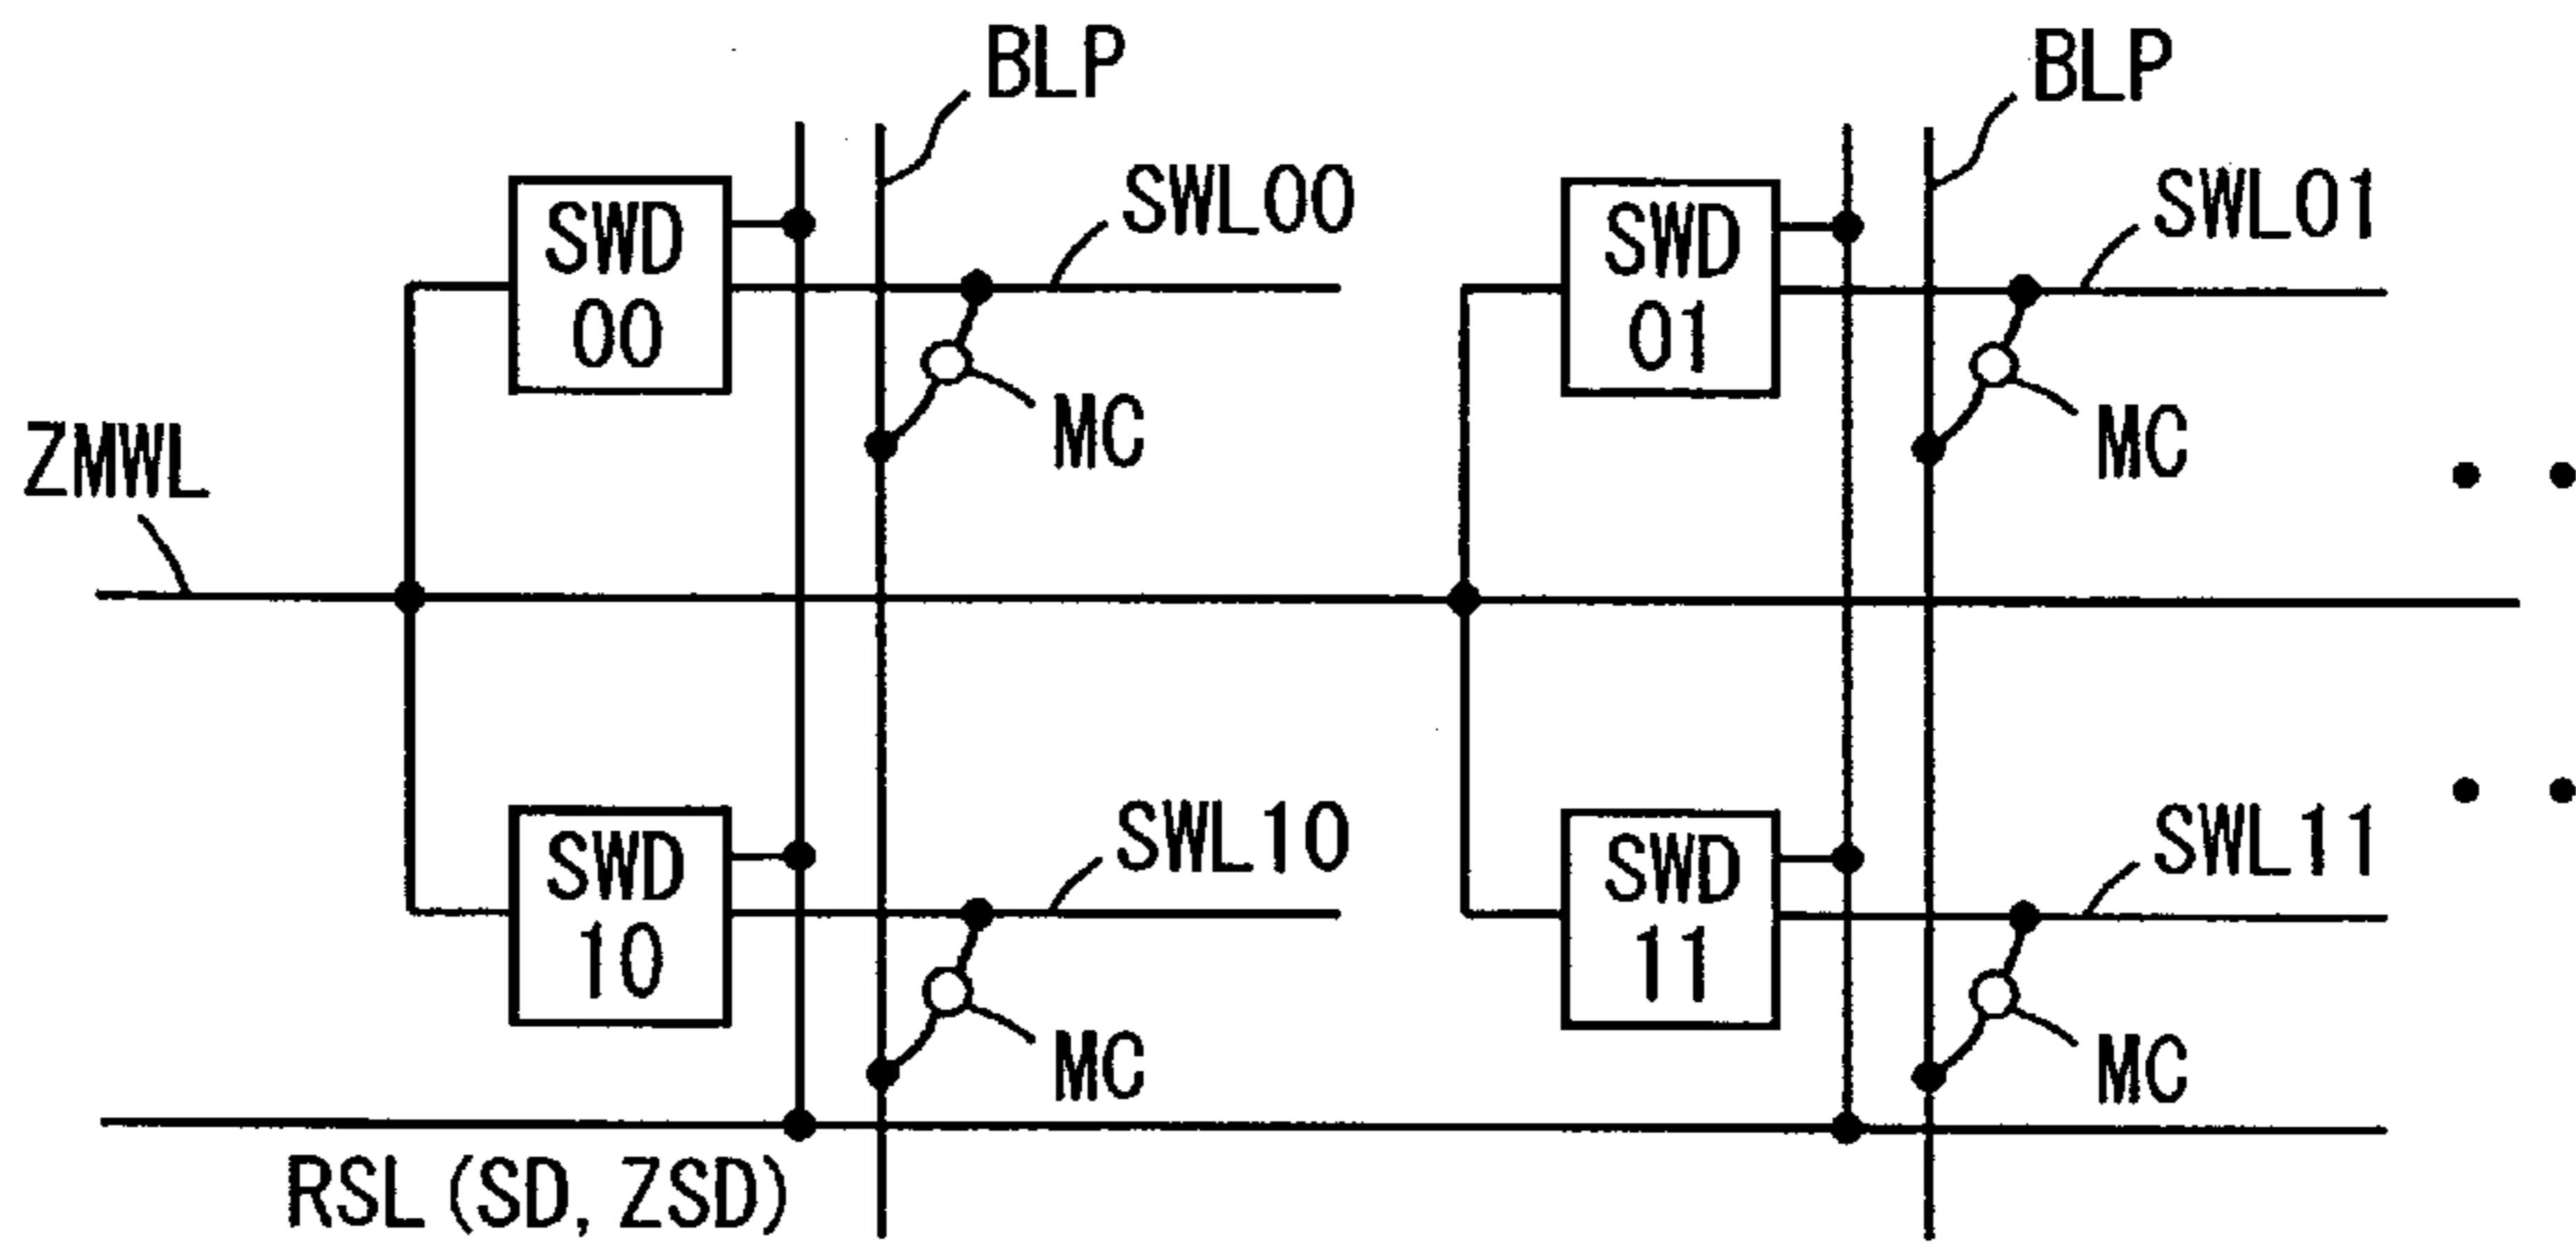 BLP
BLP
SWD
00
SWL00
SWD
01
SWL01
MC
MC
ZMWL
SWD
10
SWL10
SWD
11
SWL11
MC
MC
RSL (SD, ZSD)